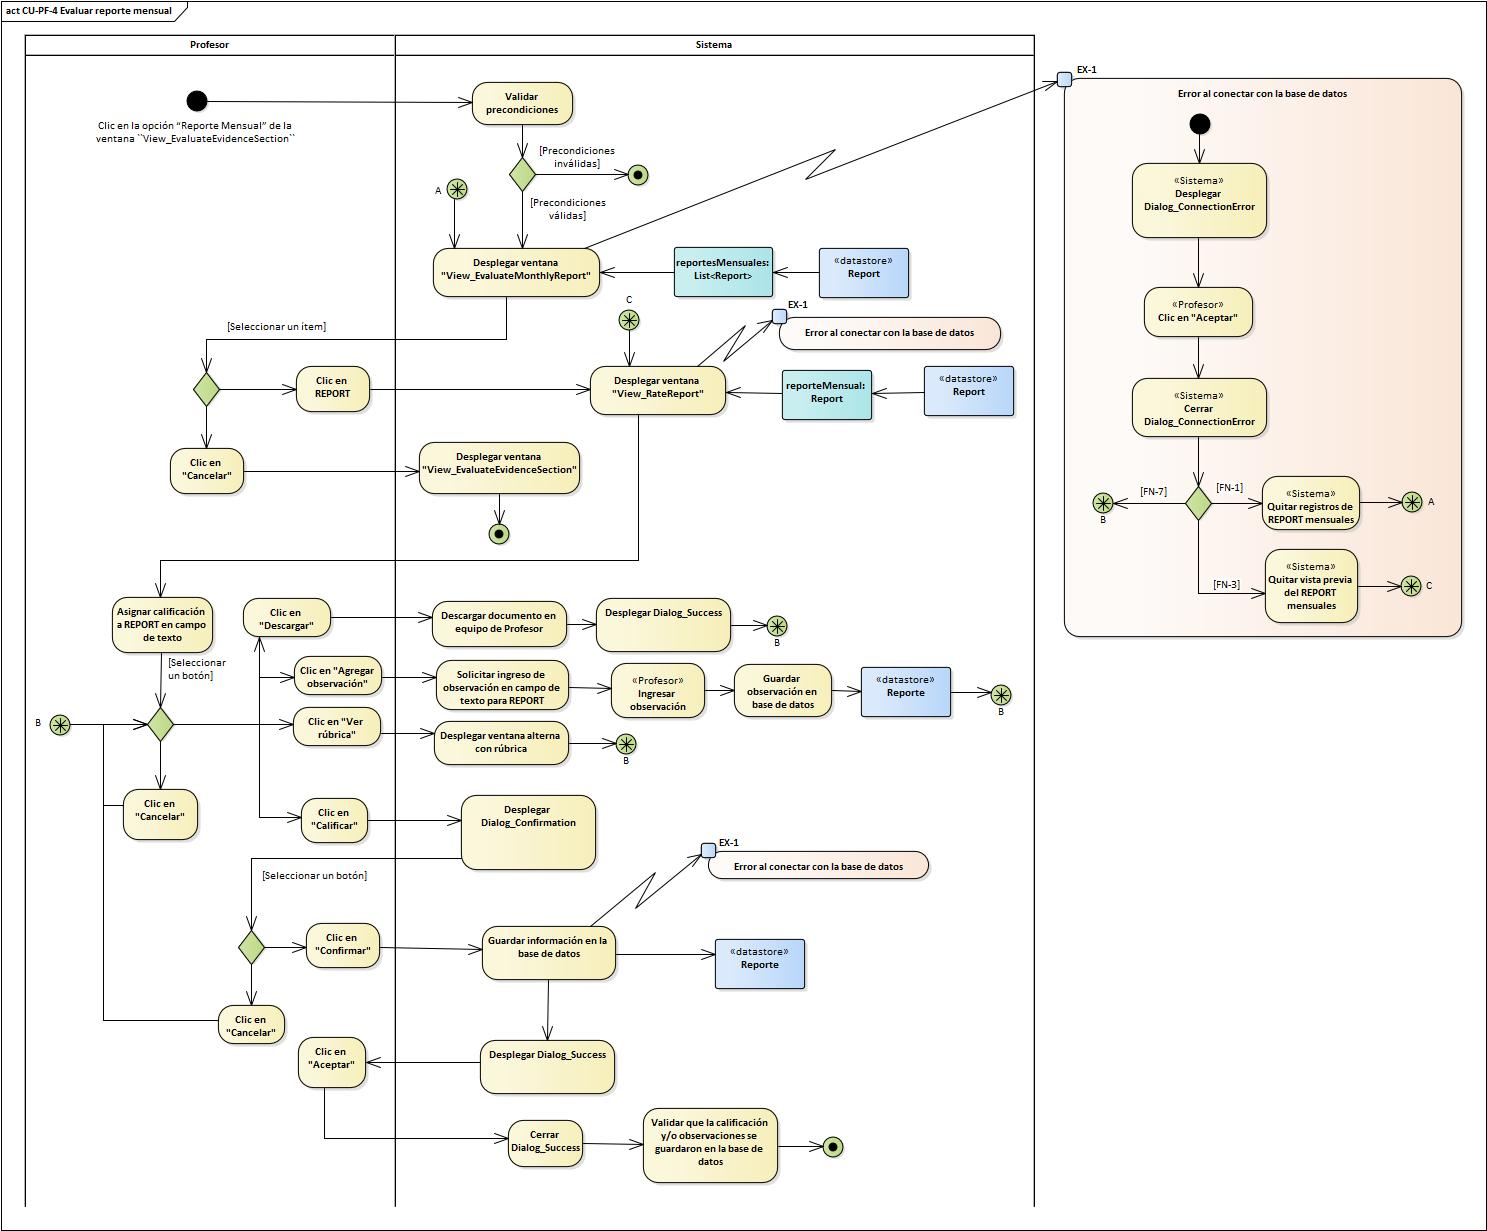 act CU-PF-4 Evaluar reporte mensual
Profesor
Sistema
Clic en la opción “Reporte Mensual” de la
ventana ``View_EvaluateEvidenceSection``
Validar
precondiciones
[Precondiciones
inválidas]
[Precondiciones
válidas]
A
Desplegar ventana
"View_EvaluateMonthlyReport"
reportesMensuales:
List<Report>
«datastore»
Report
[Seleccionar un ítem]
C
EX-1
Error al conectar con la base de datos
Clic en
REPORT
Desplegar ventana
"View_RateReport"
reporteMensual:
Report
«datastore»
Report
Clic en
"Cancelar"
Desplegar ventana
"View_EvaluateEvidenceSection"
Asignar calificación
a REPORT en campo
de texto
[Seleccionar
un botón]
Clic en
"Descargar"
Descargar documento en
equipo de Profesor
Desplegar Dialog_Success
B
Clic en "Agregar
observación"
Solicitar ingreso de
observación en campo de
texto para REPORT
«Profesor»
Ingresar
observación
Guardar
observación en
base de datos
«datastore»
Reporte
B
B
Clic en "Ver
rúbrica"
Desplegar ventana alterna
con rúbrica
B
Clic en
"Cancelar"
Clic en
"Calificar"
Desplegar
Dialog_Confirmation
[Seleccionar un botón]
EX-1
Error al conectar con la base de datos
Clic en
"Confirmar"
Guardar información en la
base de datos
«datastore»
Reporte
Clic en
"Cancelar"
Clic en
"Aceptar"
Desplegar Dialog_Success
Cerrar
Dialog_Success
Validar que la calificación
y/o observaciones se
guardaron en la base de
datos
EX-1
Error al conectar con la base de datos
«Sistema»
Desplegar
Dialog_ConnectionError
«Profesor»
Clic en "Aceptar"
«Sistema»
Cerrar
Dialog_ConnectionError
[FN-7]
[FN-1]
B
«Sistema»
Quitar registros de
REPORT mensuales
A
[FN-3]
«Sistema»
Quitar vista previa
del REPORT
mensuales
C